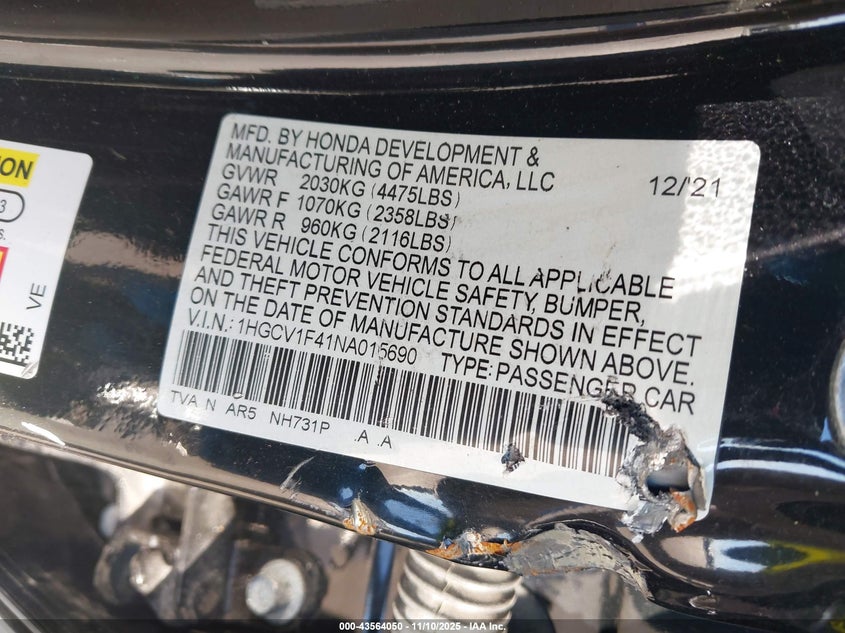 MFD. BY HONDA DEVELOPMENT &
MANUFACTURING OF AMERICA, LLC
12/21
GVWR 2030KG (4475LBS)
GAWR F 1070KG (2358LBS)
GAWR R 960KG (2116LBS)
THIS VEHICLE CONFORMS TO ALL APPLICABLE
FEDERAL MOTOR VEHICLE SAFETY, BUMPER,
AND THEFT PREVENTION STANDARDS IN EFFECT
ON THE DATE OF MANUFACTURE SHOWN ABOVE.
V.I.N.: 1HGCV1F41NA015690 TYPE: PASSENGER CAR
TVA N AR5 NH731P A A
ION
3
s.
VE
000-43564050 - 11/10/2025 - IAA Inc.